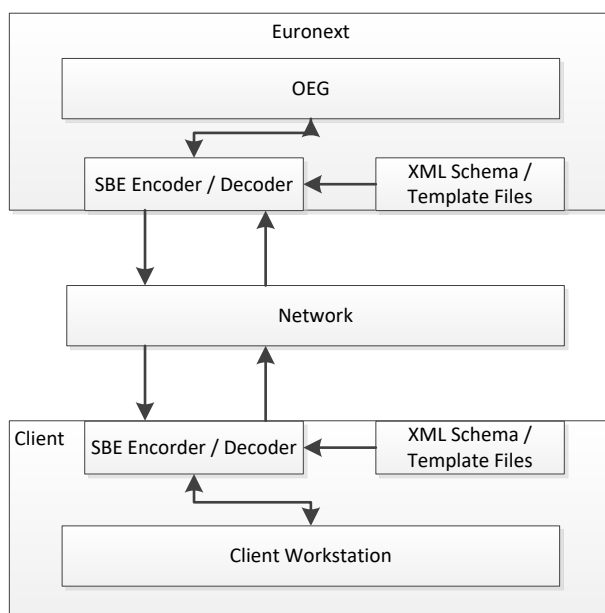 Euronext
OEG
SBE Encoder / Decoder
XML Schema /
Template Files
Network
Client
SBE Encorder / Decoder
XML Schema /
Template Files
Client Workstation